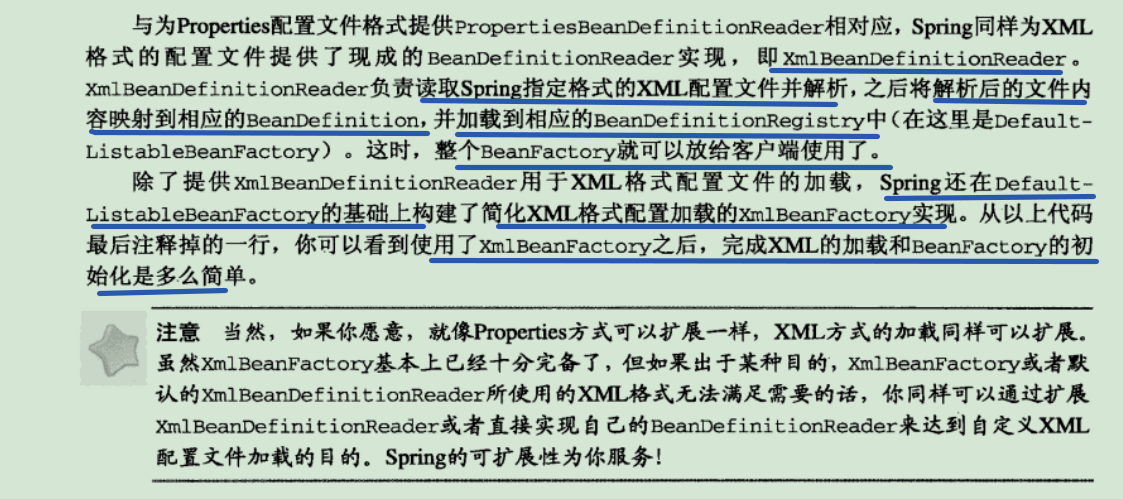 与为Properties配置文件格式提供PropertiesBeanDefinitionReader相对应，Spring同样为XML
格式的配置文件提供了现成的BeanDefinitionReader实现，即XmlBeanDefinitionReader。
XmlBeanDefinitionReader负责读取Spring指定格式的XML配置文件并解析，之后将解析后的文件内
容映射到相应的BeanDefinition，并加载到相应的BeanDefinitionRegistry中（在这里是Default-
ListableBeanFactory）。这时，整个BeanFactory就可以放给客户端使用了。
除了提供XmlBeanDefinitionReader用于XML格式配置文件的加载，Spring还在Default-
ListableBeanFactory的基础上构建了简化XML格式配置加载的XmlBeanFactory实现。从以上代码
最后注释掉的一行，你可以看到使用了XmlBeanFactory之后，完成XML的加载和BeanFactory的初
始化是多么简单。
注意 当然，如果你愿意，就像Properties方式可以扩展一样，XML方式的加载同样可以扩展。
虽然XmlBeanFactory基本上已经十分完备了，但如果出于某种目的，XmlBeanFactory或者默
认的XmlBeanDefinitionReader所使用的XML格式无法满足需要的话，你同样可以通过扩展
XmlBeanDefinitionReader或者直接实现自己的BeanDefinitionReader来达到自定义XML
配置文件加载的目的。Spring的可扩展性为你服务！